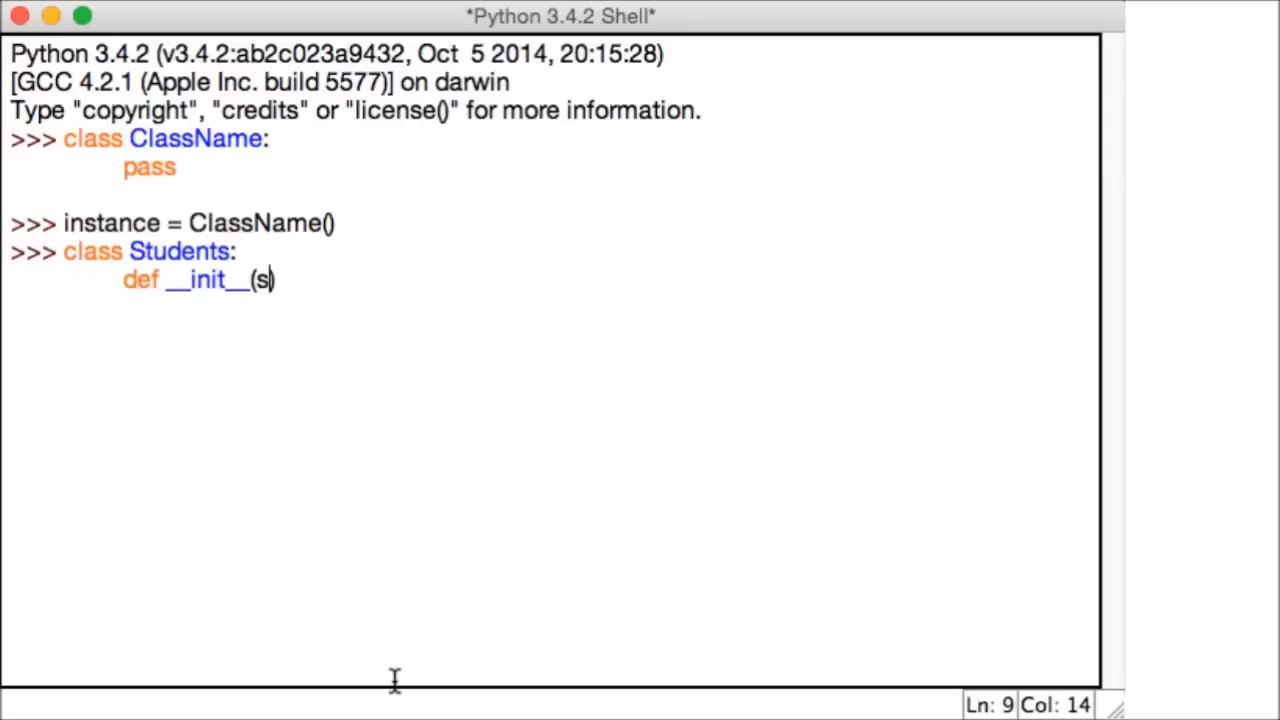 *Python 3.4.2 Shell*
Python 3.4.2 (v3.4.2:ab2c023a9432, Oct  5 2014, 20:15:28)
[GCC 4.2.1 (Apple Inc. build 5577)] on darwin
Type "copyright", "credits" or "license()" for more information.
>>> class ClassName:
        pass

>>> instance = ClassName()
>>> class Students:
        def __init__(s)
Ln: 9 Col: 14